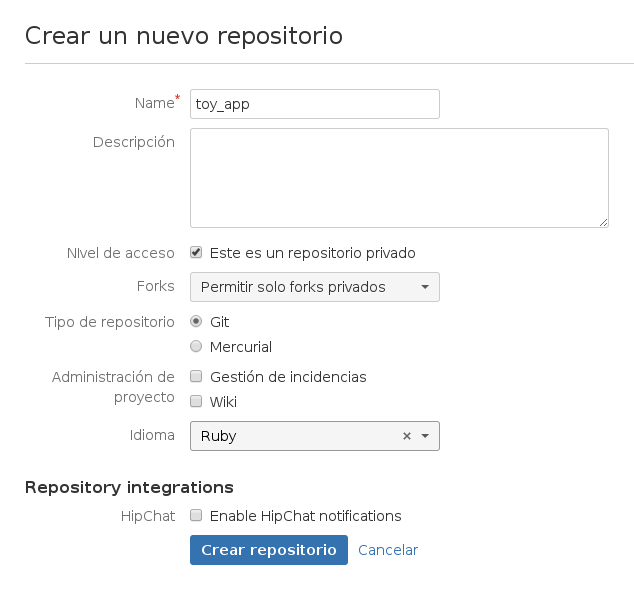 Crear un nuevo repositorio
Name*
toy_app
Descripción
NIvel de acceso
Este es un repositorio privado
Forks
Permitir solo forks privados
Tipo de repositorio
Git
Mercurial
Administración de
proyecto
Gestión de incidencias
Wiki
Idioma
Ruby
Repository integrations
HipChat
Enable HipChat notifications
Crear repositorio
Cancelar